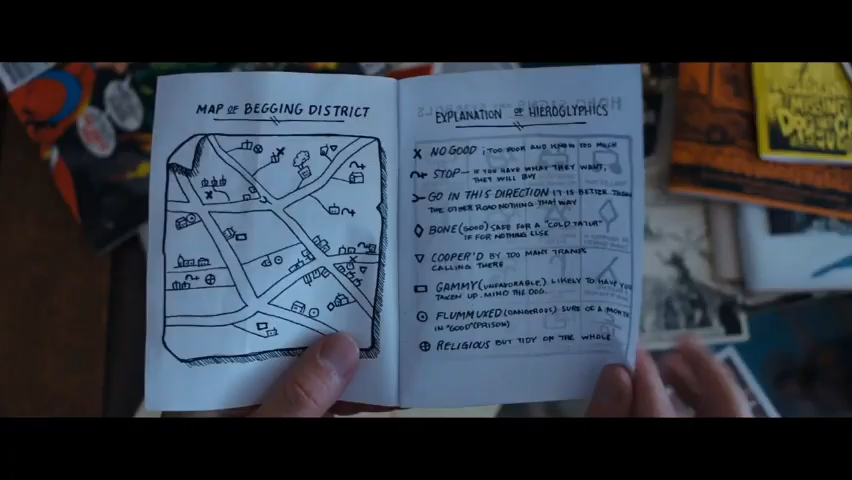 MAP OF BEGGING DISTRICT
EXPLANATION OF HIEROGLYPHICS
NO GOOD; TOO POOR AND KNOW TOO MUCH
STOP — IF YOU HAVE WHAT THEY WANT,
THEY WILL BUY
GO IN THIS DIRECTION IT IS BETTER THAN
THE OTHER ROAD NOTHING THAT WAY
BONE (GOOD) SAFE FOR A "COLD TATUR"
IF FOR NOTHING ELSE
COOPER'D BY TOO MANY TRAMPS
CALLING THERE
GAMMY (UNFAVORABLE) LIKELY TO HAVE YOU
TAKEN UP. MIND THE DOG.
FLUMMUXED (DANGEROUS) SURE OF A MONTH
IN "QUOD" (PRISON)
RELIGIOUS BUT TIDY ON THE WHOLE